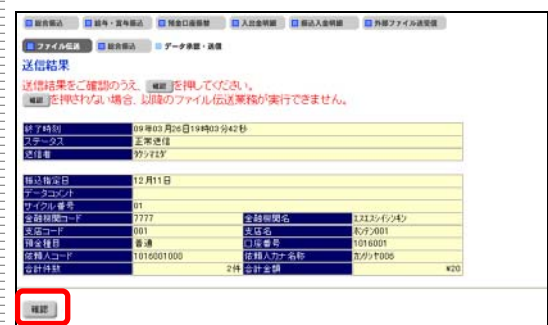 総合振込 給与・賞与振込 預金口座振替 入出金明細 振込入金明細 外部ファイル送受信
ファイル伝送 総合振込 データ承認・送信
送信結果
送信結果をご確認のうえ、 確認 を押してください。
確認 を押されない場合、以降のファイル伝送業務が実行できません。
終了時刻 09年03月26日19時03分42秒
ステータス 正常送信
送信者
振込指定日 12月11日
データコメント
サイクル番号 01
金融機関コード 7777 金融機関名
支店コード 001 支店名 ホンテン001
預金種目 普通 口座番号 1016001
依頼人コード 1016001000 依頼人カナ名称
合計件数 2件 合計金額 ¥20
確認